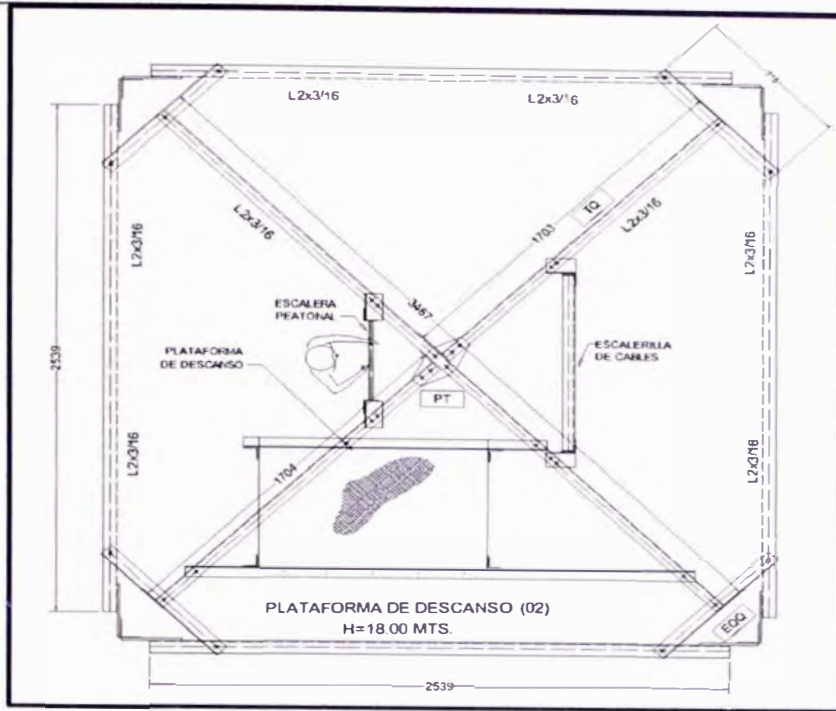 L2x3/16
L2x3/16
L2x3/16
L2x3/16
L2x3/16
L2x3/16
1703
TQ
3467
ESCALERA
PEATONAL
ESCALERILLA
DE CABLES
PLATAFORMA
DE DESCANSO
2539
PT
L2x3/16
L2x3/16
1704
PLATAFORMA DE DESCANSO (02)
H=18.00 MTS.
EQQ
2539